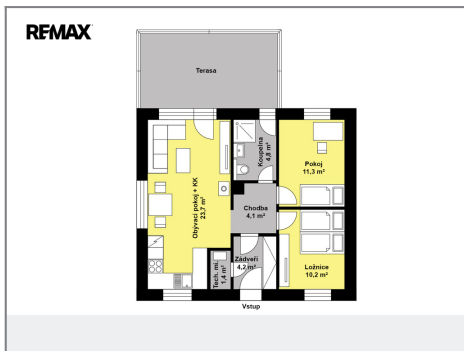 RE/MAX
Terasa
Koupelna
4,8 m²
Pokoj
11,3 m²
Obývací pokoj + KK
23,7 m²
Chodba
4,1 m²
Zádveří
4,2 m²
Tech. mí.
1,4 m²
Ložnice
10,2 m²
Vstup